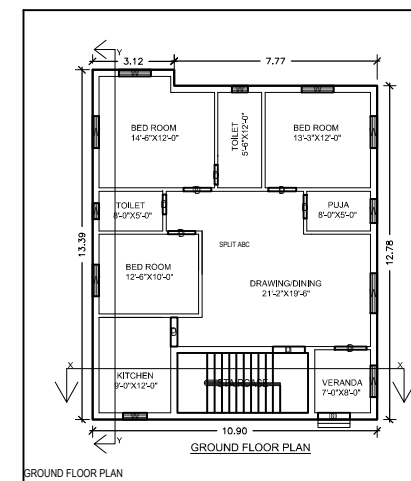 Y
3.12
7.77
BED ROOM
14'-6"X12'-0"
TOILET
5'-6"X12'-0"
BED ROOM
13'-3"X12'-0"
TOILET
8'-0"X5'-0"
PUJA
8'-0"X5'-0"
13.39
12.78
SPLIT ABC
BED ROOM
12'-6"X10'-0"
DRAWING/DINING
21'-2"X19'-6"
X
X
KITCHEN
9'-0"X12'-0"
STAIRCASE
VERANDA
7'-0"X8'-0"
10.90
Y
GROUND FLOOR PLAN
GROUND FLOOR PLAN